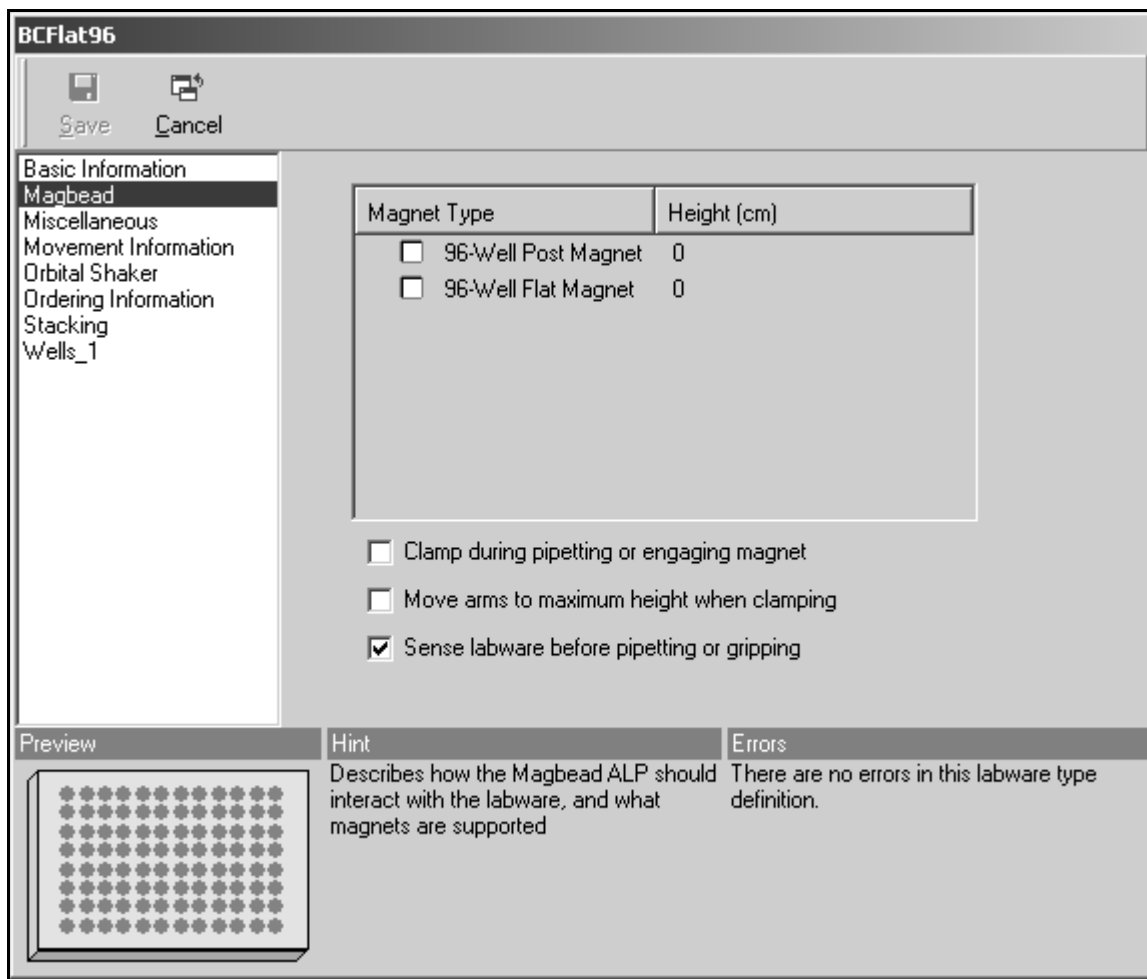 BCFlat96
Save Cancel
Basic Information
Magbead
Miscellaneous
Movement Information
Orbital Shaker
Ordering Information
Stacking
Wells_1
Magnet Type Height (cm)
96-Well Post Magnet 0
96-Well Flat Magnet 0
Clamp during pipetting or engaging magnet
Move arms to maximum height when clamping
Sense labware before pipetting or gripping
Preview
Hint
Describes how the Magbead ALP should
interact with the labware, and what
magnets are supported
Errors
There are no errors in this labware type
definition.